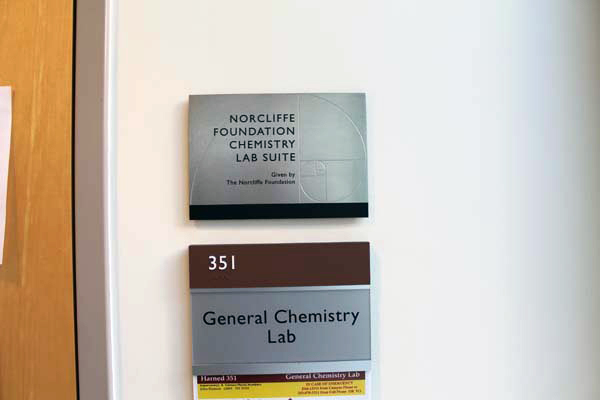 NORCLIFFE
FOUNDATION
CHEMISTRY
LAB SUITE
Given by
The Norcliffe Foundation
351
General Chemistry
Lab
Harned 351 General Chemistry Lab
IN CASE OF EMERGENCY